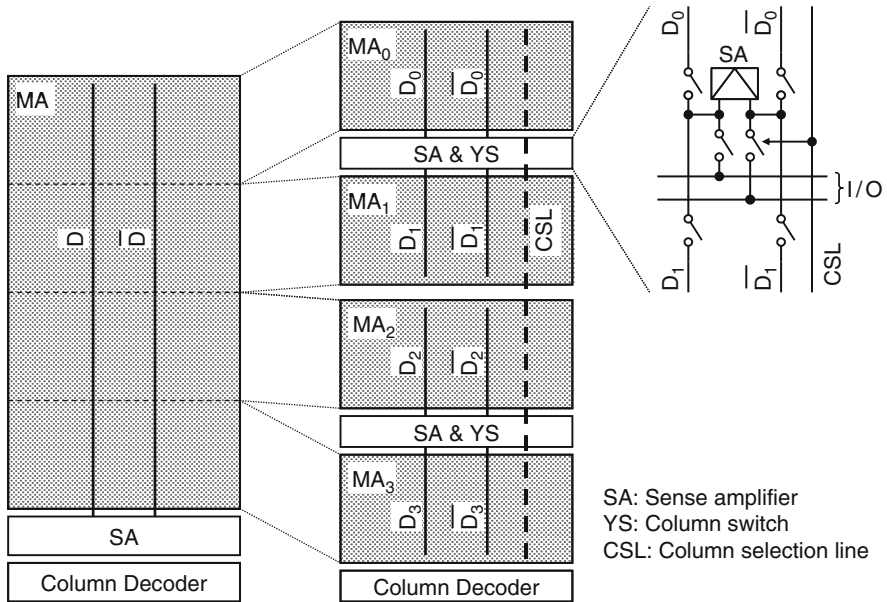 MA
D
D̅
SA
Column Decoder
MA₀
D₀
D̅₀
SA & YS
MA₁
D₁
D̅₁
CSL
MA₂
D₂
D̅₂
SA & YS
MA₃
D₃
D̅₃
Column Decoder
D₀
D̅₀
SA
I/O
D₁
D̅₁
CSL
SA: Sense amplifier
YS: Column switch
CSL: Column selection line